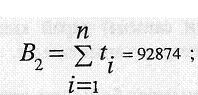 B₂ = ∑ⁿᵢ₌₁ tᵢ = 92874 ;